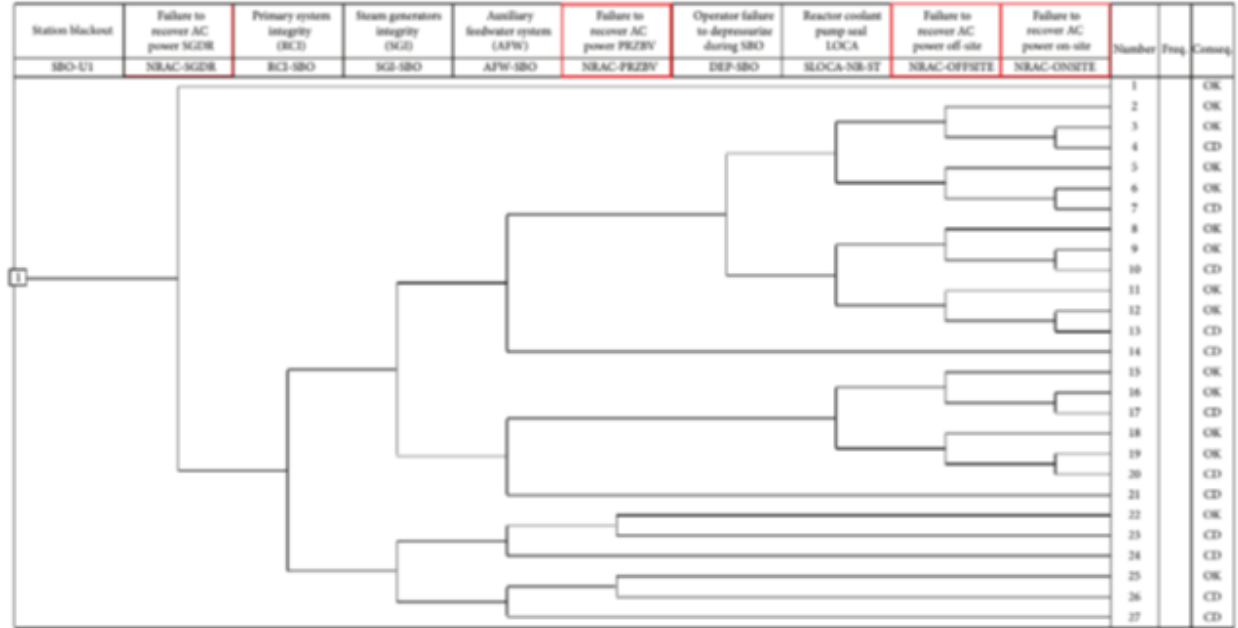 Station blackout
Failure to
recover AC
power SGDR
Primary system
integrity
(RCI)
Steam generators
integrity
(SGI)
Auxiliary
feedwater system
(AFW)
Failure to
recover AC
power PRZBV
Operator failure
to depressurize
during SBO
Reactor coolant
pump seal
LOCA
Failure to
recover AC
power off-site
Failure to
recover AC
power on-site
Number
Freq.
Conseq.
SBO-U1
NRAC-SGDR
RCI-SBO
SGI-SBO
AFW-SBO
NRAC-PRZBV
DEP-SBO
SLOCA-NR-ST
NRAC-OFFSITE
NRAC-ONSITE
1
1 OK
2 OK
3 OK
4 CD
5 OK
6 OK
7 CD
8 OK
9 OK
10 CD
11 OK
12 OK
13 CD
14 CD
15 OK
16 OK
17 CD
18 OK
19 OK
20 CD
21 CD
22 OK
23 CD
24 CD
25 OK
26 CD
27 CD